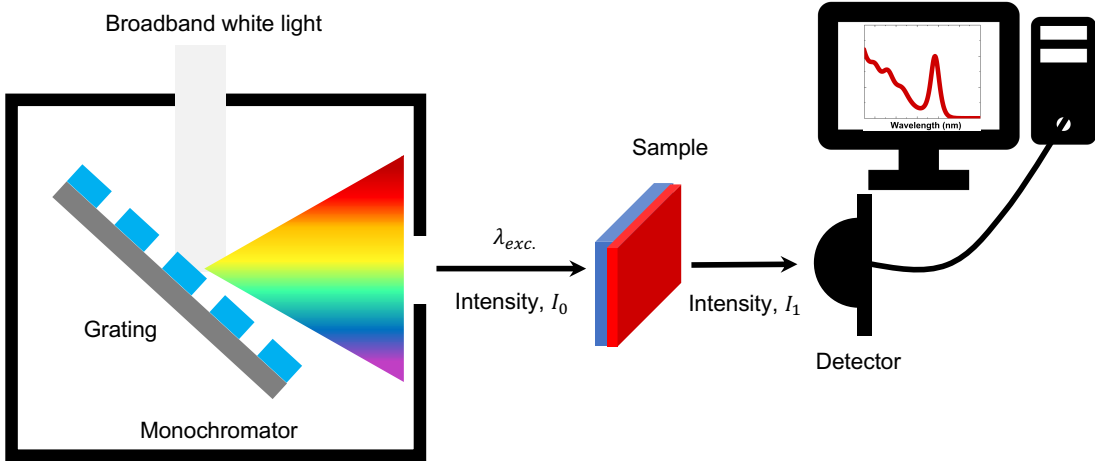 Broadband white light
Wavelength (nm)
Sample
λexc.
Intensity, I0
Intensity, I1
Grating
Detector
Monochromator